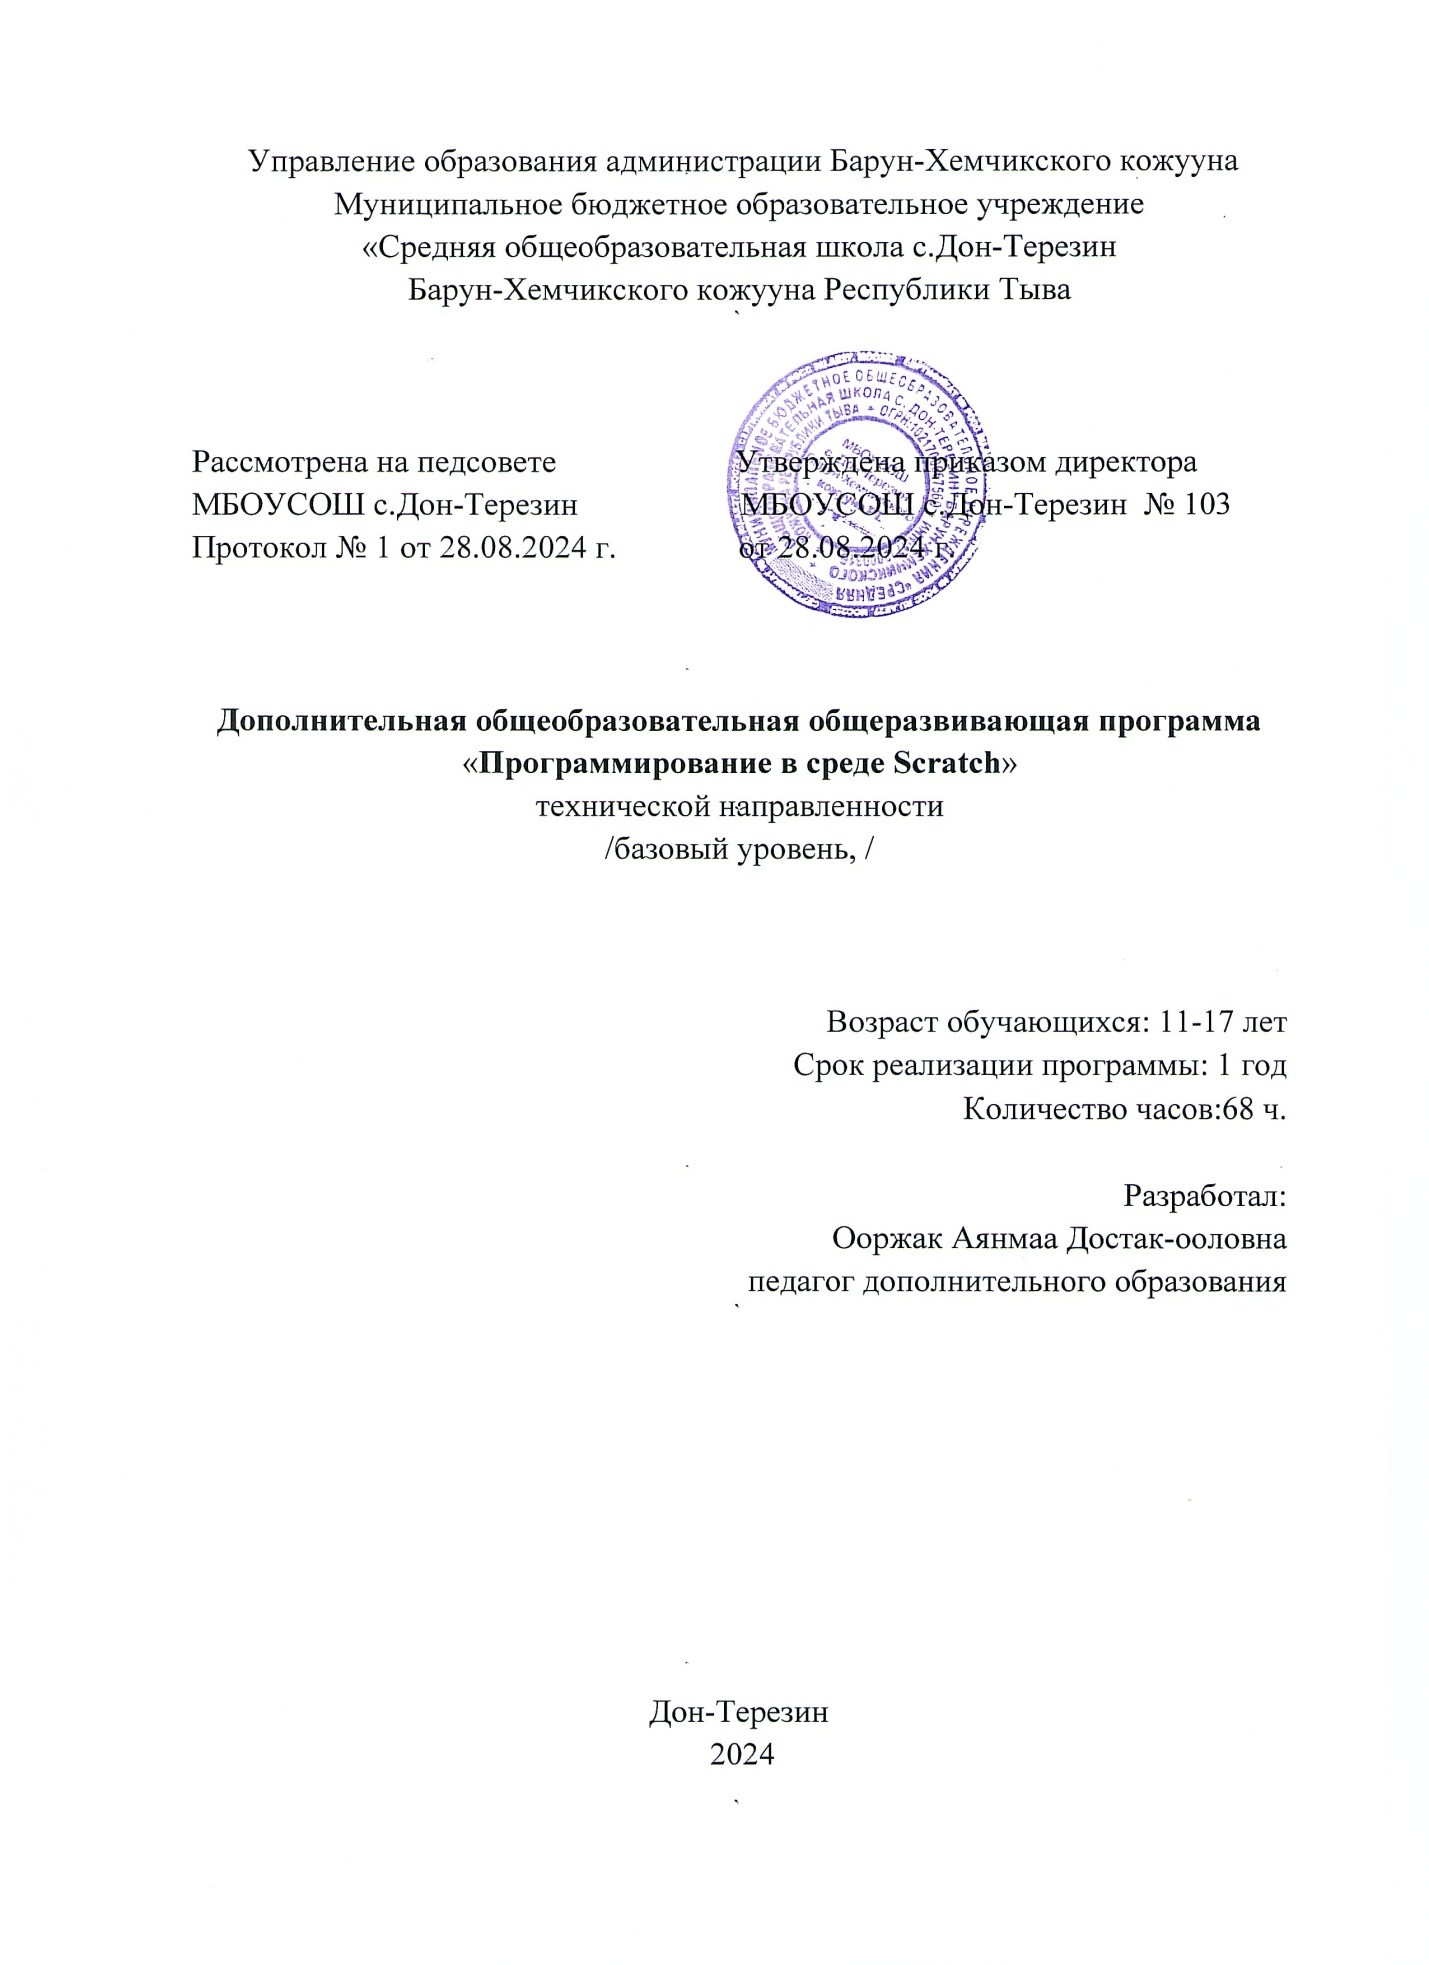 Управление образования администрации Барун-Хемчикского кожууна
Муниципальное бюджетное образовательное учреждение
«Средняя общеобразовательная школа с.Дон-Терезин
Барун-Хемчикского кожууна Республики Тыва
Рассмотрена на педсовете
МБОУСОШ с.Дон-Терезин
Протокол № 1 от 28.08.2024 г.
Утверждена приказом директора
МБОУСОШ с.Дон-Терезин № 103
от 28.08.2024 г.
Дополнительная общеобразовательная общеразвивающая программа
«Программирование в среде Scratch»
технической направленности
/базовый уровень, /
Возраст обучающихся: 11-17 лет
Срок реализации программы: 1 год
Количество часов:68 ч.
Разработал:
Ооржак Аянмаа Достак-ооловна
педагог дополнительного образования
Дон-Терезин
2024